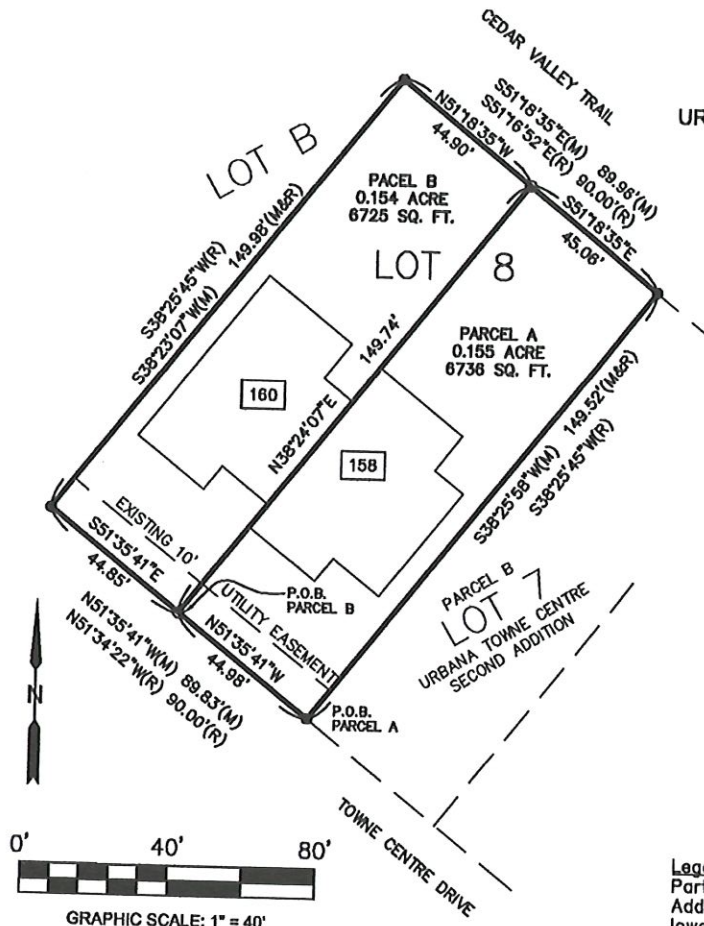 CEDAR VALLEY TRAIL
UR
S51°18'35"E(M) 89.96'(M)
S51°16'52"E(R) 90.00'(R)
N51°18'35"W
44.90'
S51°18'35"E
45.06'
LOT B
PACEL B
0.154 ACRE
6725 SQ. FT.
LOT 8
S38°25'45"W(R)
S38°23'07"W(M) 149.98'(M&R)
149.74'
N38°24'07"E
PARCEL A
0.155 ACRE
6736 SQ. FT.
160
158
S38°25'58"W(M) 149.52'(M&R)
S38°25'45"W(R)
EXISTING 10'
UTILITY EASEMENT
S51°35'41"E
44.85'
P.O.B.
PARCEL B
N51°35'41"W
44.98'
N51°35'41"W(M) 89.83'(M)
N51°34'22"W(R) 90.00'(R)
P.O.B.
PARCEL A
PARCEL B
LOT 7
URBANA TOWNE CENTRE
SECOND ADDITION
N
TOWNE CENTRE DRIVE
0' 40' 80'
GRAPHIC SCALE: 1" = 40'
Lega
Part
Add
Iowa